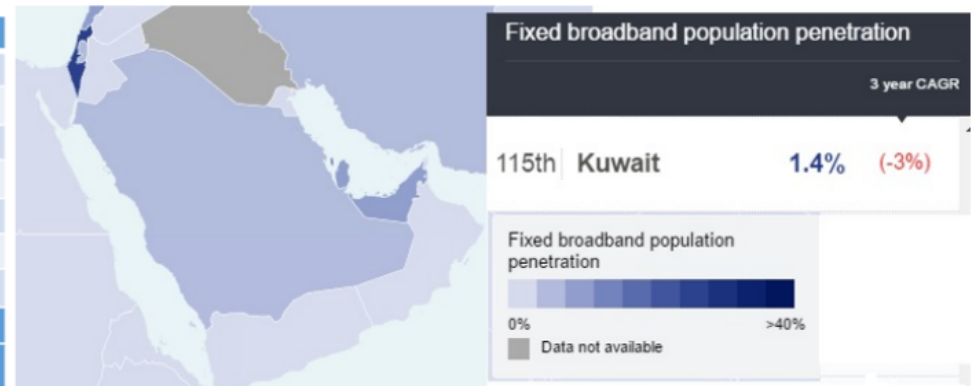 Fixed broadband population penetration
3 year CAGR
115th Kuwait 1.4% (-3%)
Fixed broadband population
penetration
0% >40%
Data not available